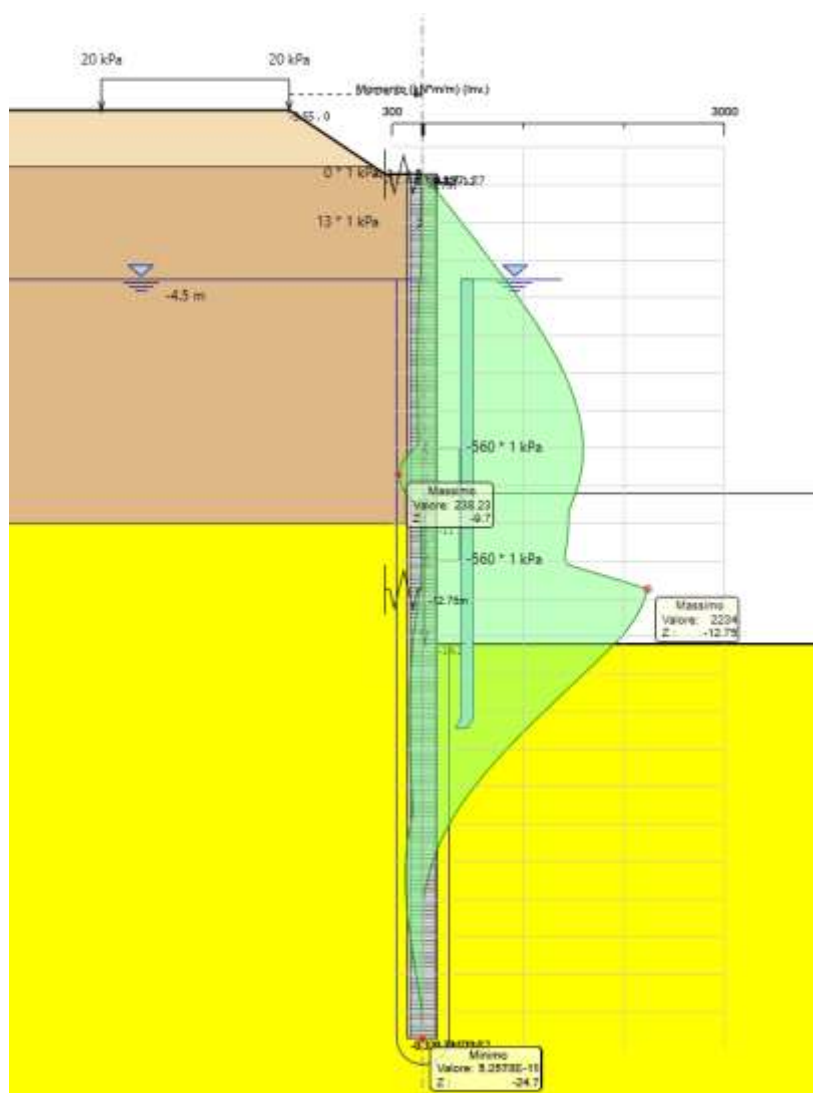 20 kPa
20 kPa
Momento (kN*m/m) (Inv.)
300
3000
0 * 1 kPa
13 * 1 kPa
-4.5 m
-560 * 1 kPa
Massimo
Valore: 238.23
Z : -9.7
-11
-560 * 1 kPa
-12.75m
Massimo
Valore: 2234
Z : -12.75
Minimo
Z : -24.7